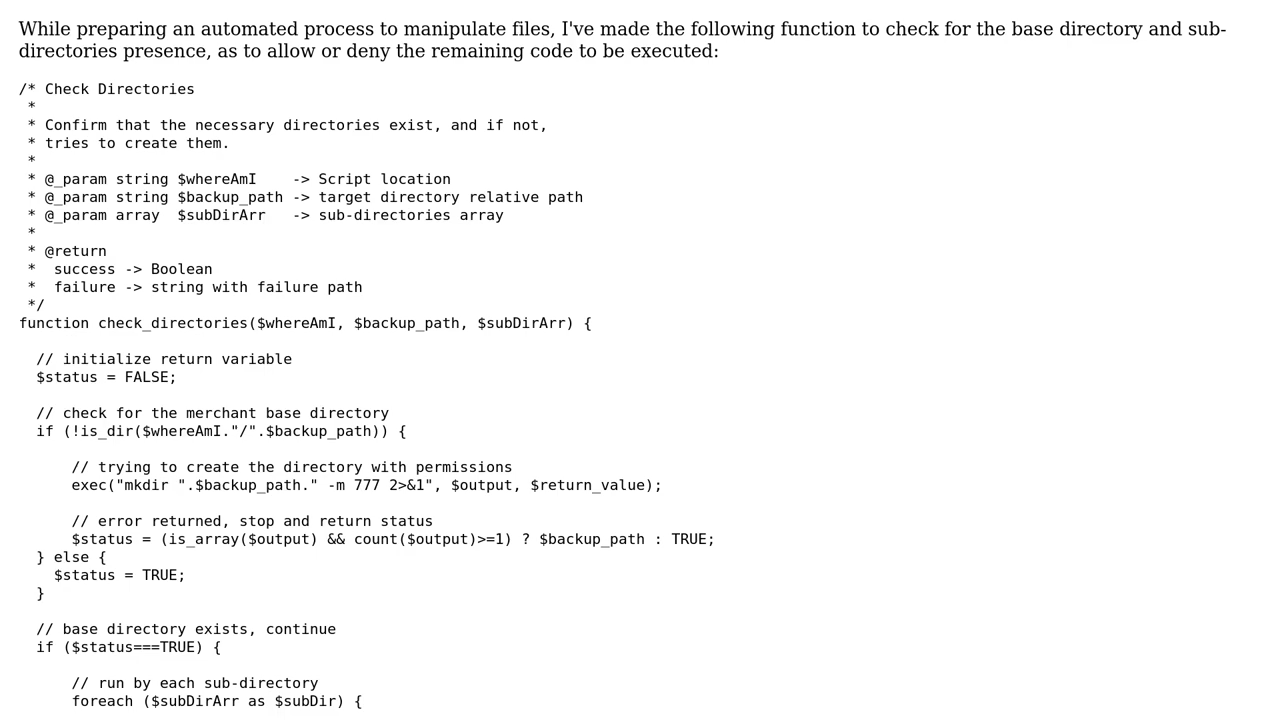 While preparing an automated process to manipulate files, I've made the following function to check for the base directory and sub-
directories presence, as to allow or deny the remaining code to be executed:
/* Check Directories
 *
 * Confirm that the necessary directories exist, and if not,
 * tries to create them.
 *
 * @_param string $whereAmI    -> Script location
 * @_param string $backup_path -> target directory relative path
 * @_param array  $subDirArr   -> sub-directories array
 *
 * @return
 *  success -> Boolean
 *  failure -> string with failure path
 */
function check_directories($whereAmI, $backup_path, $subDirArr) {
  // initialize return variable
  $status = FALSE;
  // check for the merchant base directory
  if (!is_dir($whereAmI."/".$backup_path)) {
      // trying to create the directory with permissions
      exec("mkdir ".$backup_path." -m 777 2>&1", $output, $return_value);
      // error returned, stop and return status
      $status = (is_array($output) && count($output)>=1) ? $backup_path : TRUE;
  } else {
    $status = TRUE;
  }
  // base directory exists, continue
  if ($status===TRUE) {
      // run by each sub-directory
      foreach ($subDirArr as $subDir) {